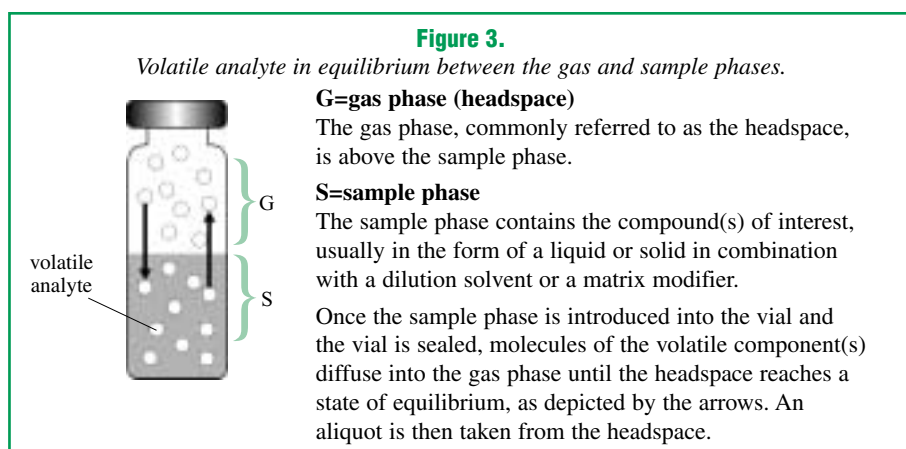 Figure 3.
Volatile analyte in equilibrium between the gas and sample phases.
G=gas phase (headspace)
The gas phase, commonly referred to as the headspace,
is above the sample phase.
S=sample phase
The sample phase contains the compound(s) of interest,
usually in the form of a liquid or solid in combination
with a dilution solvent or a matrix modifier.
Once the sample phase is introduced into the vial and
the vial is sealed, molecules of the volatile component(s)
diffuse into the gas phase until the headspace reaches a
state of equilibrium, as depicted by the arrows. An
aliquot is then taken from the headspace.
G
S
volatile
analyte